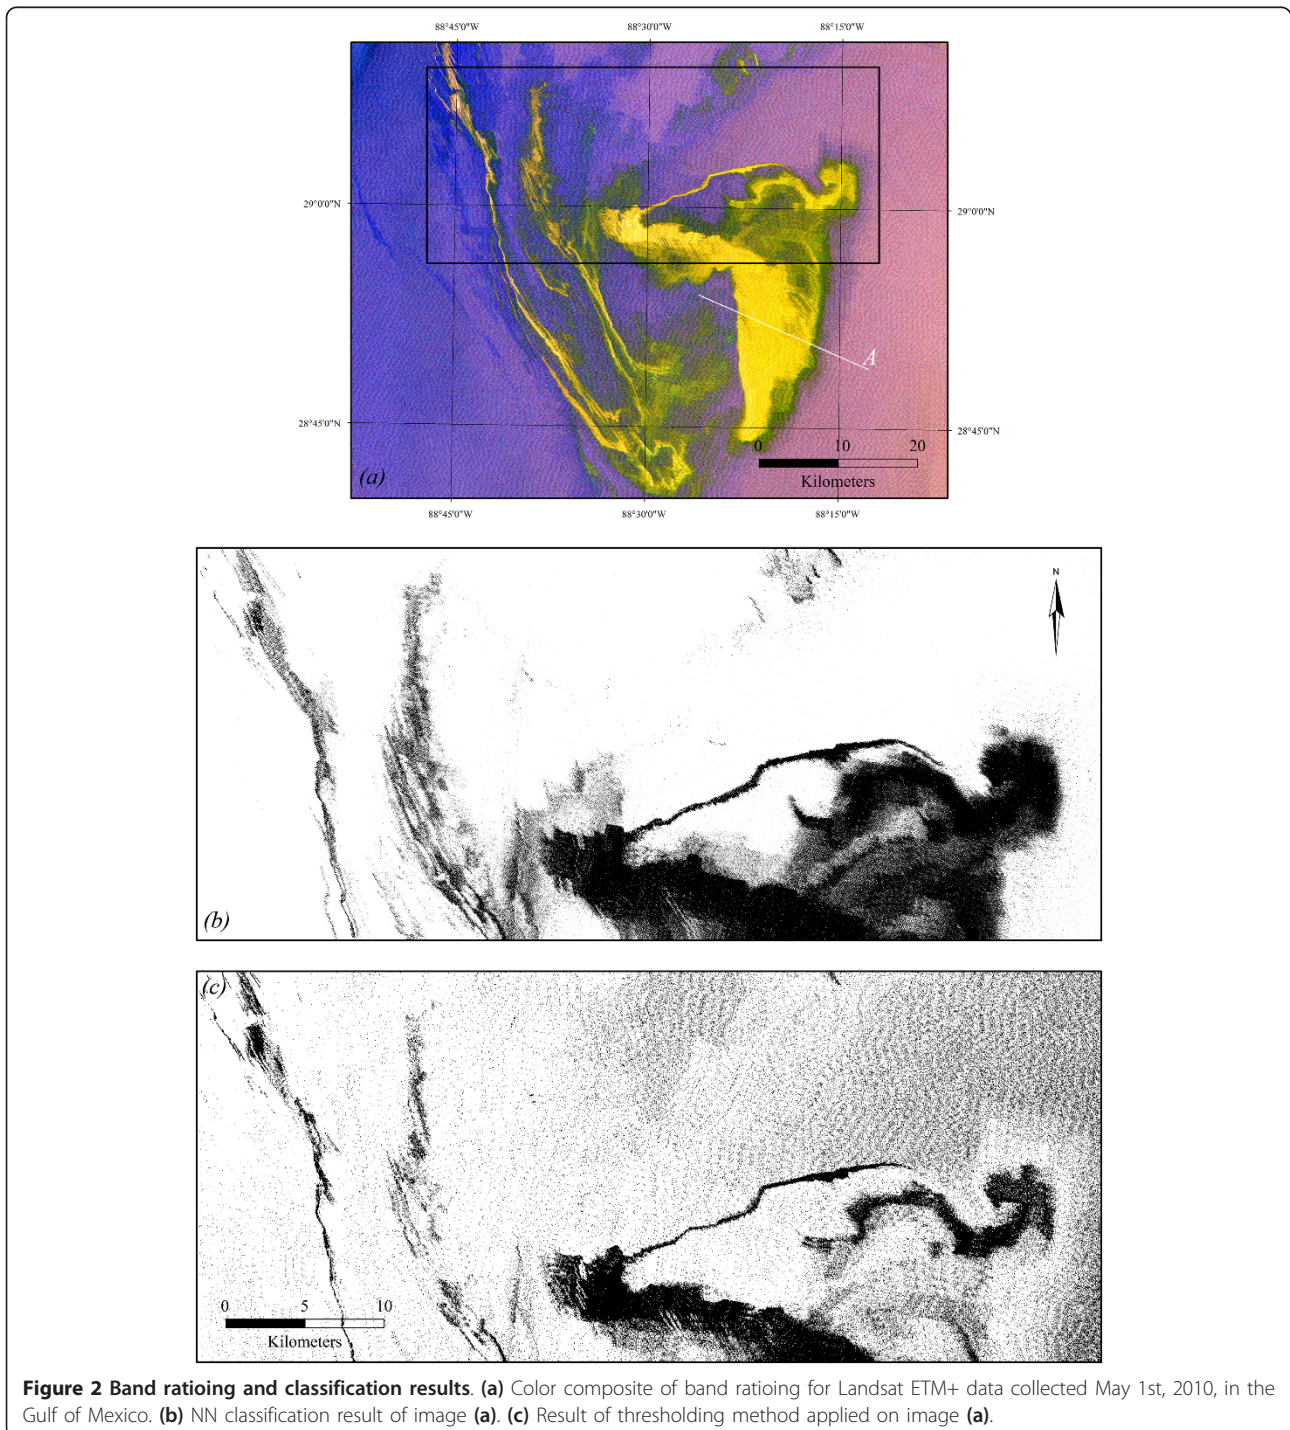 88°45'0"W 88°30'0"W 88°15'0"W
29°0'0"N 29°0'0"N
A
28°45'0"N 28°45'0"N
0 10 20
Kilometers
(a)
88°45'0"W 88°30'0"W 88°15'0"W
N
(b)
(c)
0 5 10
Kilometers
Figure 2 Band ratioing and classification results. (a) Color composite of band ratioing for Landsat ETM+ data collected May 1st, 2010, in the
Gulf of Mexico. (b) NN classification result of image (a). (c) Result of thresholding method applied on image (a).